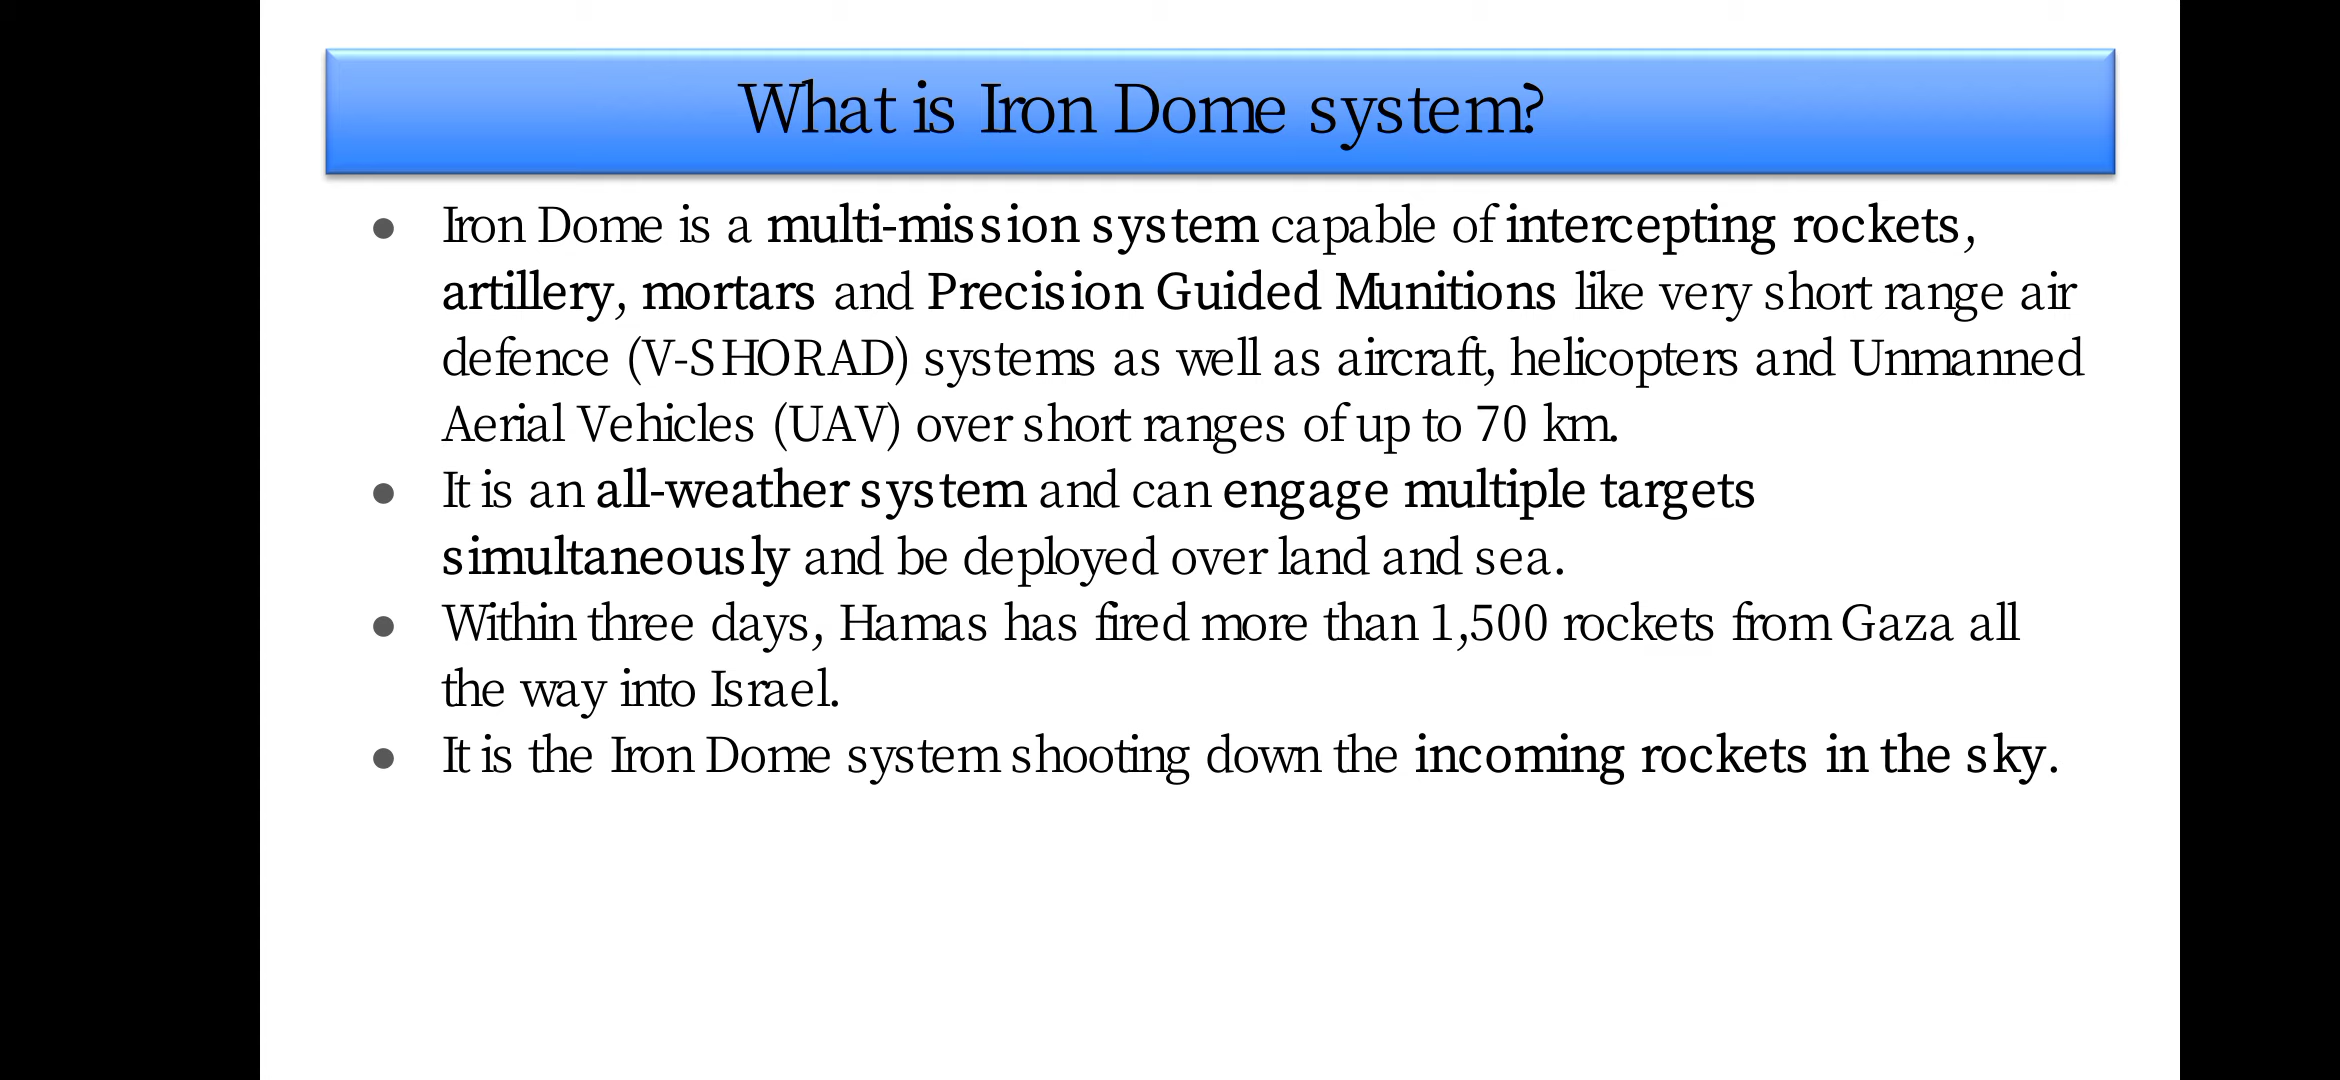 What is Iron Dome system?
Iron Dome is a multi-mission system capable of intercepting rockets,
artillery, mortars and Precision Guided Munitions like very short range air
defence (V-SHORAD) systems as well as aircraft, helicopters and Unmanned
Aerial Vehicles (UAV) over short ranges of up to 70 km.
It is an all-weather system and can engage multiple targets
simultaneously and be deployed over land and sea.
Within three days, Hamas has fired more than 1,500 rockets from Gaza all
the way into Israel.
It is the Iron Dome system shooting down the incoming rockets in the sky.